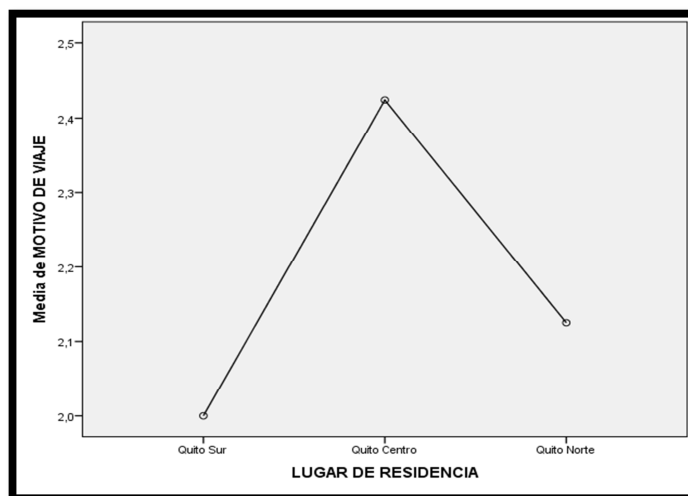 2,5
2,4
2,3
2,2
2,1
2,0
Media de MOTIVO DE VIAJE
Quito Sur
Quito Centro
Quito Norte
LUGAR DE RESIDENCIA